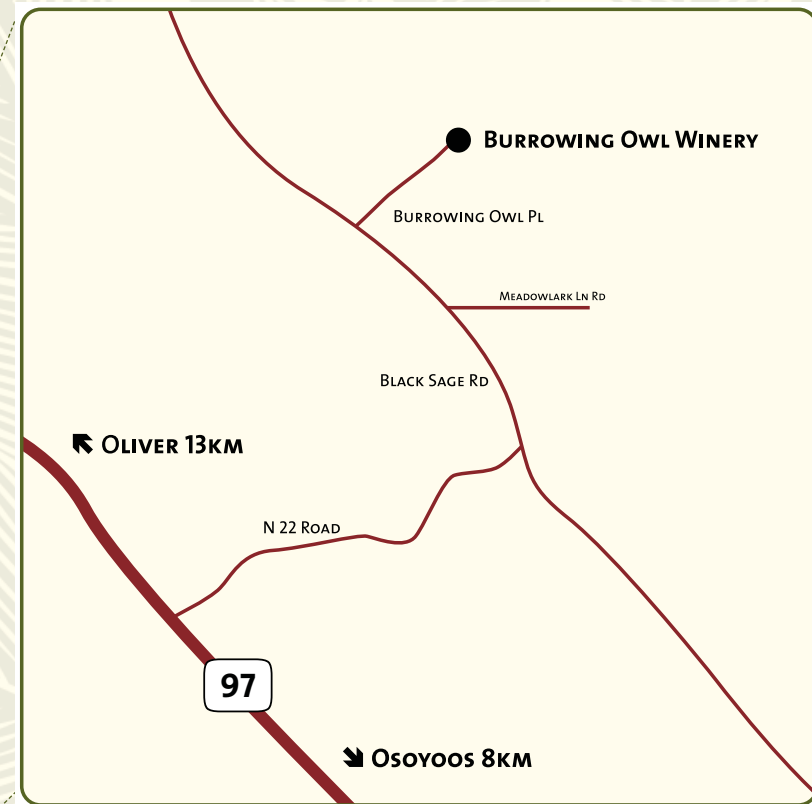 Burrowing Owl Winery
Burrowing Owl Pl
Meadowlark Ln Rd
Black Sage Rd
Oliver 13km
N 22 Road
97
Osoyoos 8km